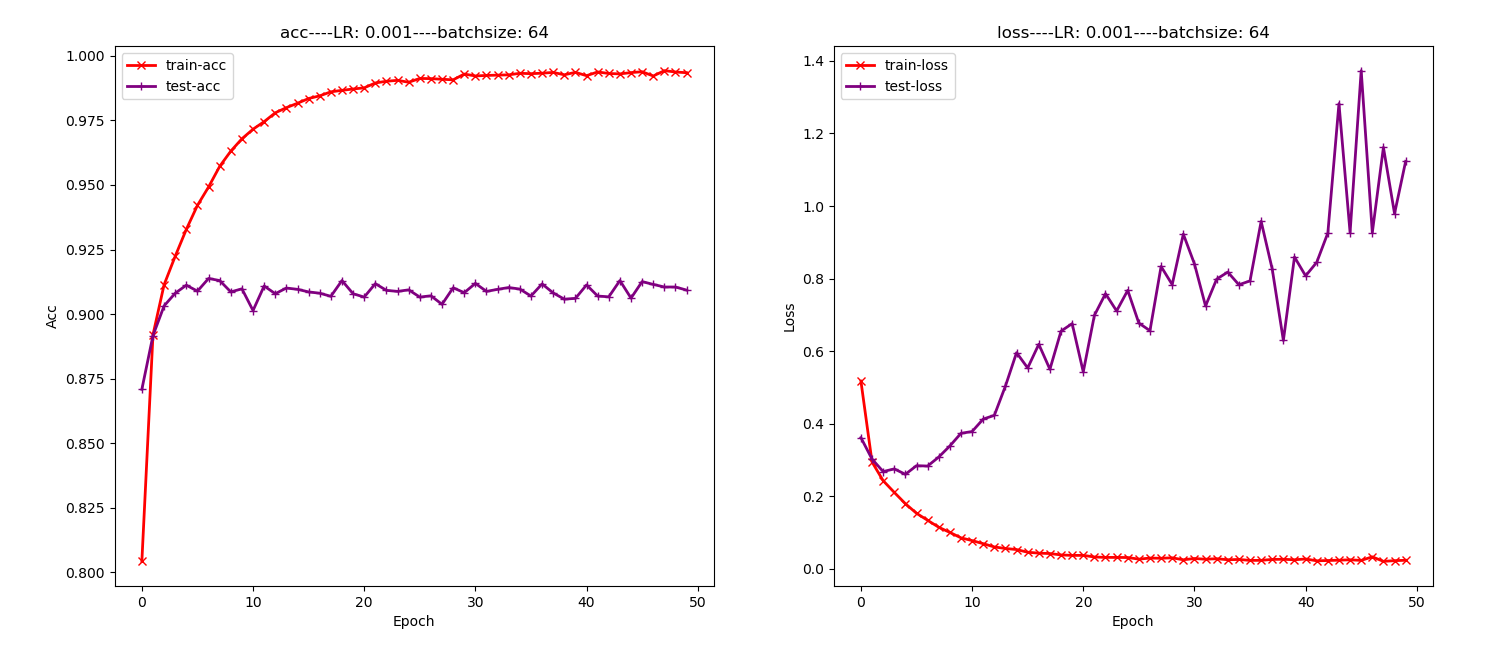 acc----LR: 0.001----batchsize: 64
train-acc
test-acc
1.000
0.975
0.950
0.925
0.900
0.875
0.850
0.825
0.800
Acc
0 10 20 30 40 50
Epoch
loss----LR: 0.001----batchsize: 64
train-loss
test-loss
1.4
1.2
1.0
0.8
0.6
0.4
0.2
0.0
Loss
0 10 20 30 40 50
Epoch